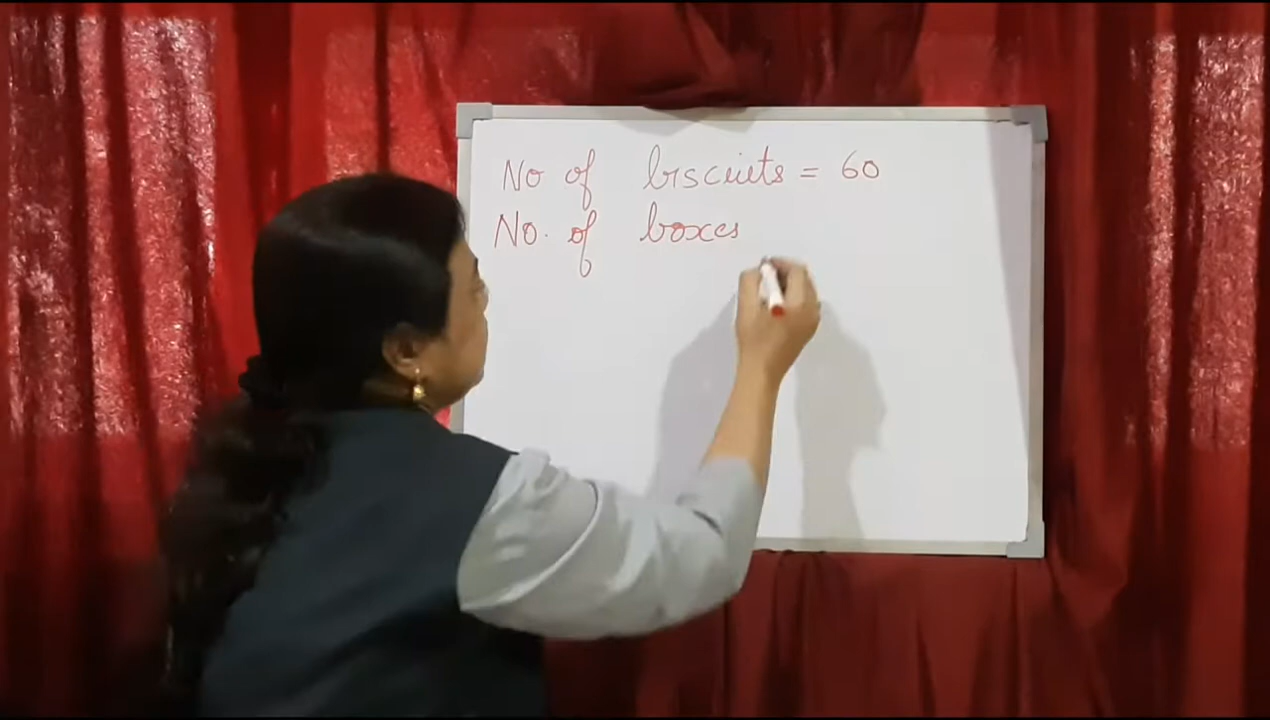 No of biscuits = 60
No. of boxes